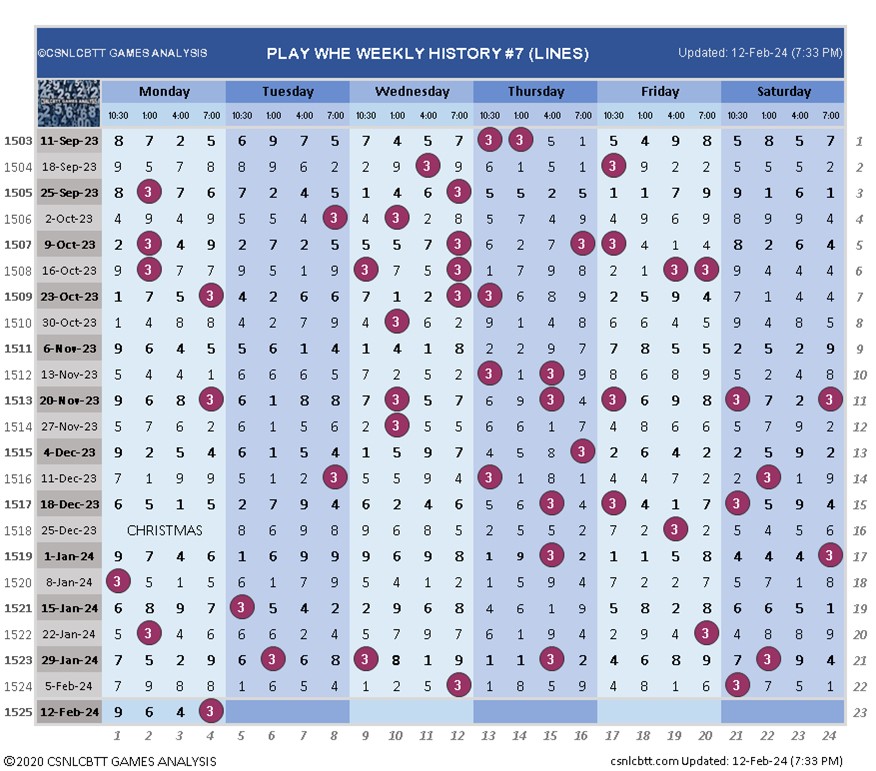 ©CSNLCBTT GAMES ANALYSIS PLAY WHE WEEKLY HISTORY #7 (LINES) Updated: 12-Feb-24 (7:33 PM)
Monday Tuesday Wednesday Thursday Friday Saturday
10:30 1:00 4:00 7:00 10:30 1:00 4:00 7:00 10:30 1:00 4:00 7:00 10:30 1:00 4:00 7:00 10:30 1:00 4:00 7:00 10:30 1:00 4:00 7:00
CSNLCBTT GAMES ANALYSIS
1503 11-Sep-23 8 7 2 5 6 9 7 5 7 4 5 7 3 3 5 1 5 4 9 8 5 8 5 7 1
1504 18-Sep-23 9 5 7 8 8 9 6 2 2 9 3 9 6 1 5 1 3 9 2 2 5 5 5 2 2
1505 25-Sep-23 8 3 7 6 7 2 4 5 1 4 6 3 5 5 2 5 1 1 7 9 9 1 6 1 3
1506 2-Oct-23 4 9 4 9 5 5 4 3 4 3 2 8 5 7 4 9 4 9 6 9 8 9 9 4 4
1507 9-Oct-23 2 3 4 9 2 7 2 5 5 5 7 3 6 2 7 3 3 4 1 4 8 2 6 4 5
1508 16-Oct-23 9 3 7 7 9 5 1 9 3 7 5 3 1 7 9 8 2 1 3 3 9 4 4 4 6
1509 23-Oct-23 1 7 5 3 4 2 6 6 7 1 2 3 3 6 8 9 2 5 9 4 7 1 4 4 7
1510 30-Oct-23 1 4 8 8 4 2 7 9 4 3 6 2 9 1 4 8 6 6 4 5 9 4 8 5 8
1511 6-Nov-23 9 6 4 5 5 6 1 4 1 4 1 8 2 2 9 7 7 8 5 5 2 5 2 9 9
1512 13-Nov-23 5 4 4 1 6 6 6 5 7 2 5 2 3 1 3 9 8 6 8 9 5 2 4 8 10
1513 20-Nov-23 9 6 8 3 6 1 8 8 7 3 5 7 6 9 3 4 3 6 9 8 3 7 2 3 11
1514 27-Nov-23 5 7 6 2 6 1 5 6 2 3 5 5 6 6 1 7 4 8 8 6 5 7 9 2 12
1515 4-Dec-23 9 2 5 4 6 1 5 4 1 5 9 7 4 5 8 3 2 6 4 2 2 5 9 2 13
1516 11-Dec-23 7 1 9 9 5 1 2 3 5 5 9 4 3 1 8 1 4 4 7 2 2 3 1 2 14
1517 18-Dec-23 6 5 1 5 2 7 9 4 6 2 4 6 5 6 3 5 3 4 1 7 3 5 9 4 15
1518 25-Dec-23 CHRISTMAS 8 6 9 8 9 6 8 5 2 5 5 2 7 2 3 2 5 4 5 6 16
1519 1-Jan-24 9 7 4 6 1 6 9 9 9 6 9 8 1 9 3 2 1 1 5 8 4 4 4 3 17
1520 8-Jan-24 3 5 1 5 6 1 7 9 5 4 1 2 1 5 9 4 7 2 2 7 5 7 1 8 18
1521 15-Jan-24 6 8 9 7 3 5 4 2 2 9 6 8 4 6 1 9 5 8 2 8 6 6 5 1 19
1522 22-Jan-24 5 3 4 6 6 6 2 4 5 7 9 7 6 1 9 4 2 9 4 3 4 8 8 9 20
1523 29-Jan-24 7 5 2 9 6 3 6 8 3 8 1 9 1 1 3 2 4 6 8 9 7 3 9 4 21
1524 5-Feb-24 7 9 8 8 1 6 5 4 1 2 5 3 1 8 5 9 4 8 1 6 3 7 5 1 22
1525 12-Feb-24 9 6 4 3 23
1 2 3 4 5 6 7 8 9 10 11 12 13 14 15 16 17 18 19 20 21 22 23 24
©2020 CSNLCBTT GAMES ANALYSIS csnlcbtt.com Updated: 12-Feb-24 (7:33 PM)